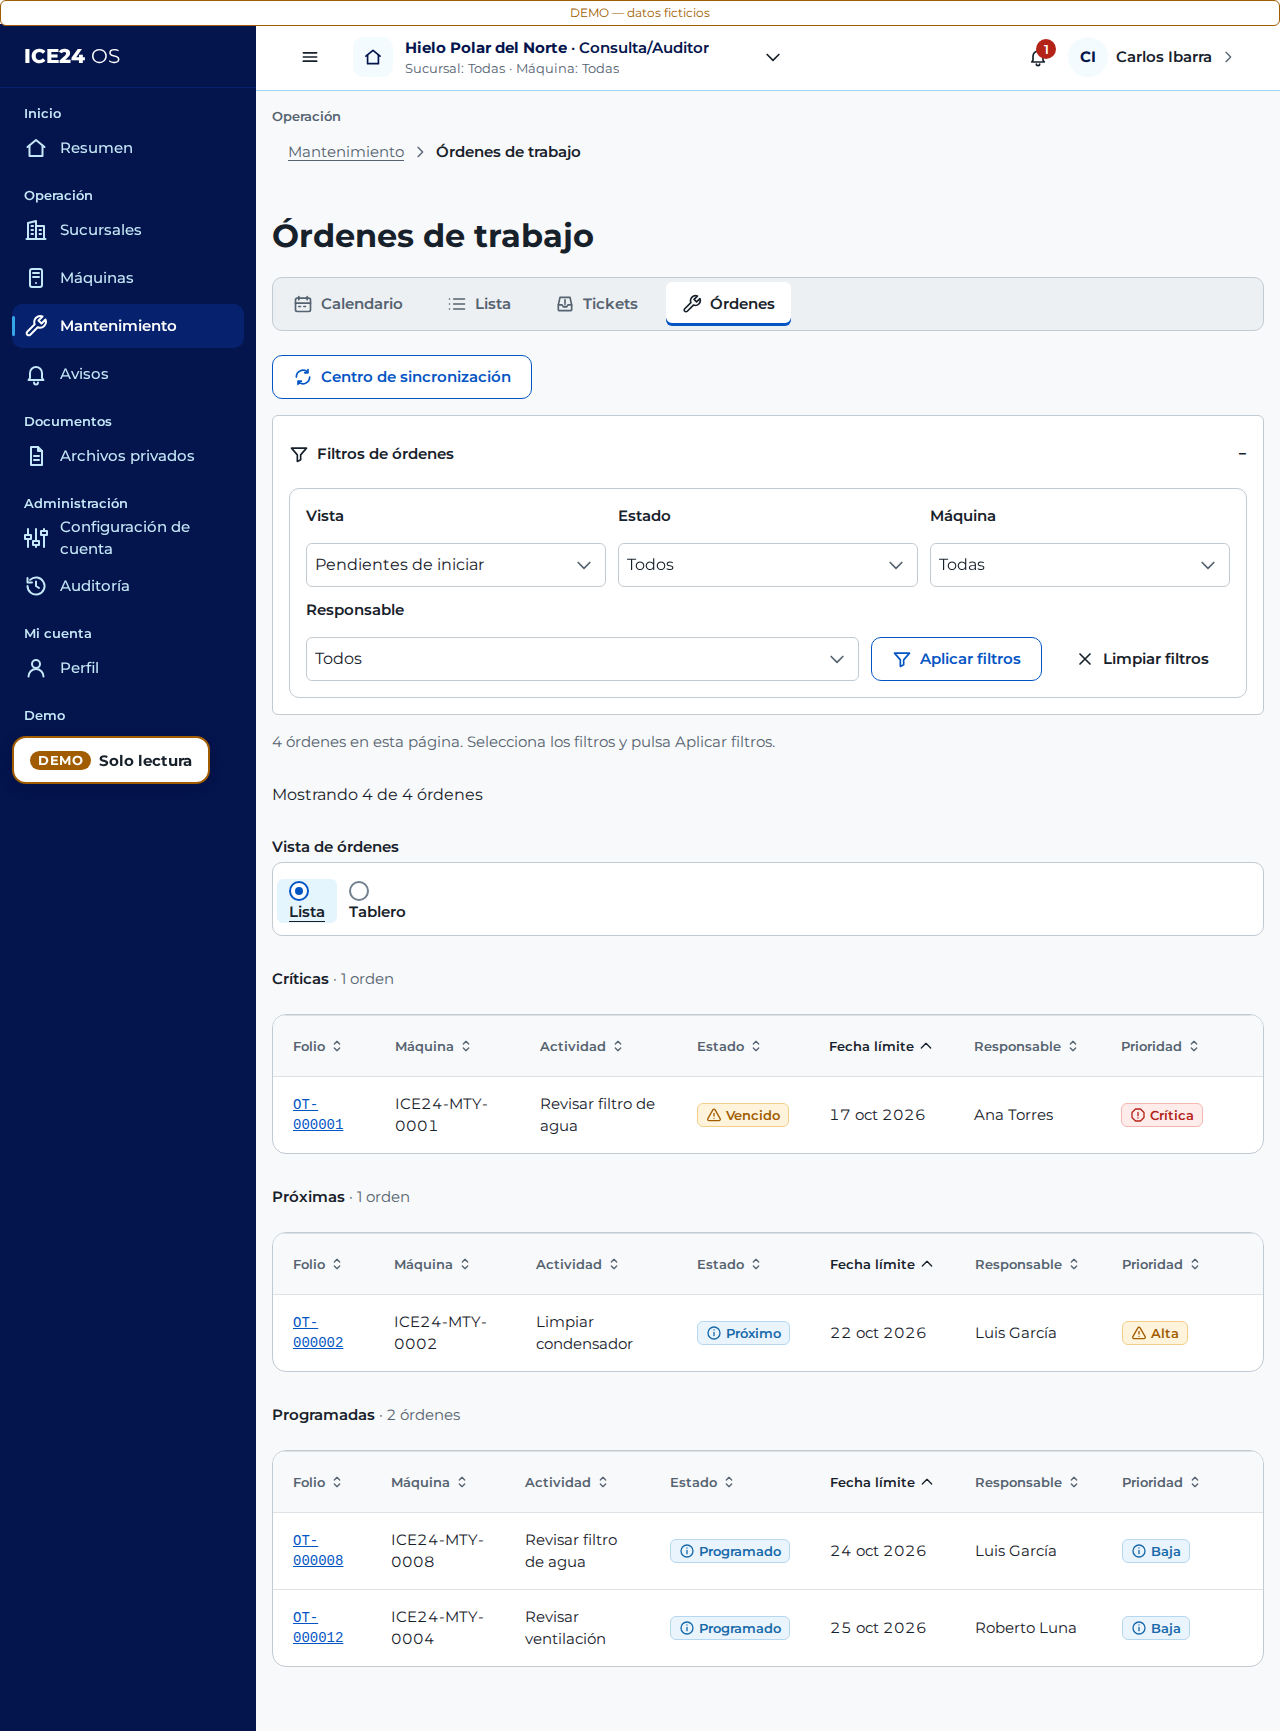 DEMO — datos ficticios
ICE24 OS
Inicio
Resumen
Operación
Sucursales
Máquinas
Mantenimiento
Avisos
Documentos
Archivos privados
Administración
Configuración de
cuenta
Auditoría
Mi cuenta
Perfil
Demo
DEMO Solo lectura
Hielo Polar del Norte · Consulta/Auditor
Sucursal: Todas · Máquina: Todas
1
CI Carlos Ibarra
Operación
Mantenimiento Órdenes de trabajo
Órdenes de trabajo
Calendario Lista Tickets Órdenes
Centro de sincronización
Filtros de órdenes −
Vista Estado Máquina
Pendientes de iniciar Todos Todas
Responsable
Todos Aplicar filtros Limpiar filtros
4 órdenes en esta página. Selecciona los filtros y pulsa Aplicar filtros.
Mostrando 4 de 4 órdenes
Vista de órdenes
Lista Tablero
Críticas · 1 orden
Folio Máquina Actividad Estado Fecha límite Responsable Prioridad
OT-000001 ICE24-MTY-0001 Revisar filtro de agua Vencido 17 oct 2026 Ana Torres Crítica
Próximas · 1 orden
Folio Máquina Actividad Estado Fecha límite Responsable Prioridad
OT-000002 ICE24-MTY-0002 Limpiar condensador Próximo 22 oct 2026 Luis García Alta
Programadas · 2 órdenes
Folio Máquina Actividad Estado Fecha límite Responsable Prioridad
OT-000008 ICE24-MTY-0008 Revisar filtro de agua Programado 24 oct 2026 Luis García Baja
OT-000012 ICE24-MTY-0004 Revisar ventilación Programado 25 oct 2026 Roberto Luna Baja